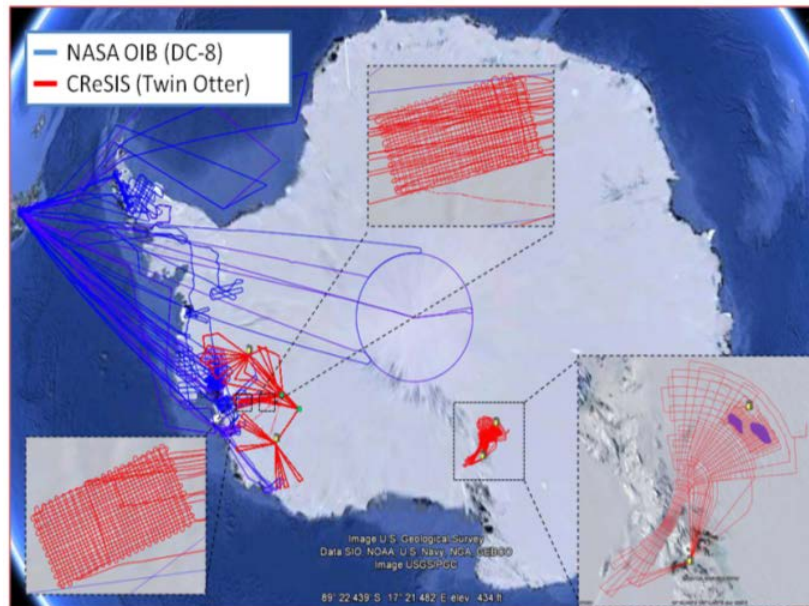 NASA OIB (DC-8)
CReSIS (Twin Otter)
Image U.S. Geological Survey
Data SIO, NOAA, U.S. Navy, NGA, GEBCO
Image USGS/PGC
89° 22 439' S 17° 21 482' E elev 434 ft